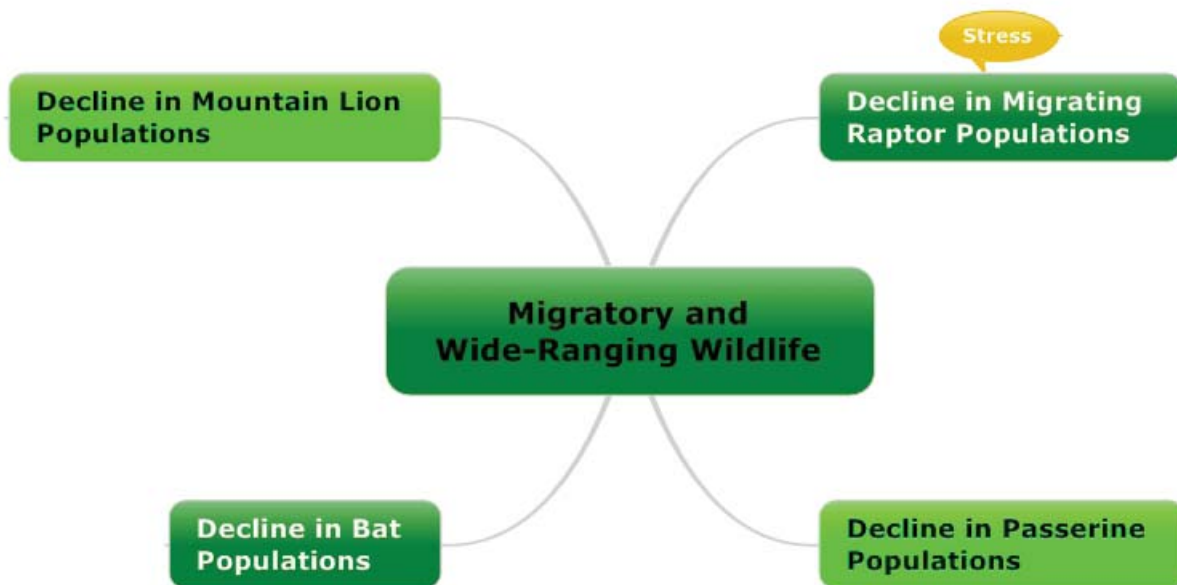 Stress
Decline in Mountain Lion
Populations
Decline in Migrating
Raptor Populations
Migratory and
Wide-Ranging Wildlife
Decline in Bat
Populations
Decline in Passerine
Populations